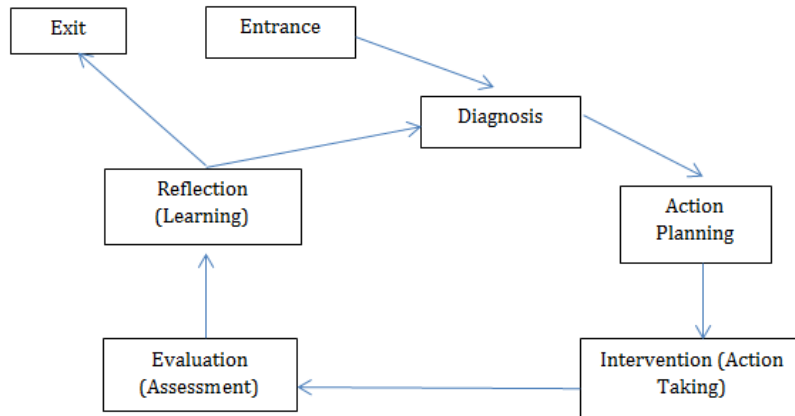 Exit
Entrance
Diagnosis
Reflection
(Learning)
Action
Planning
Evaluation
(Assessment)
Intervention (Action
Taking)